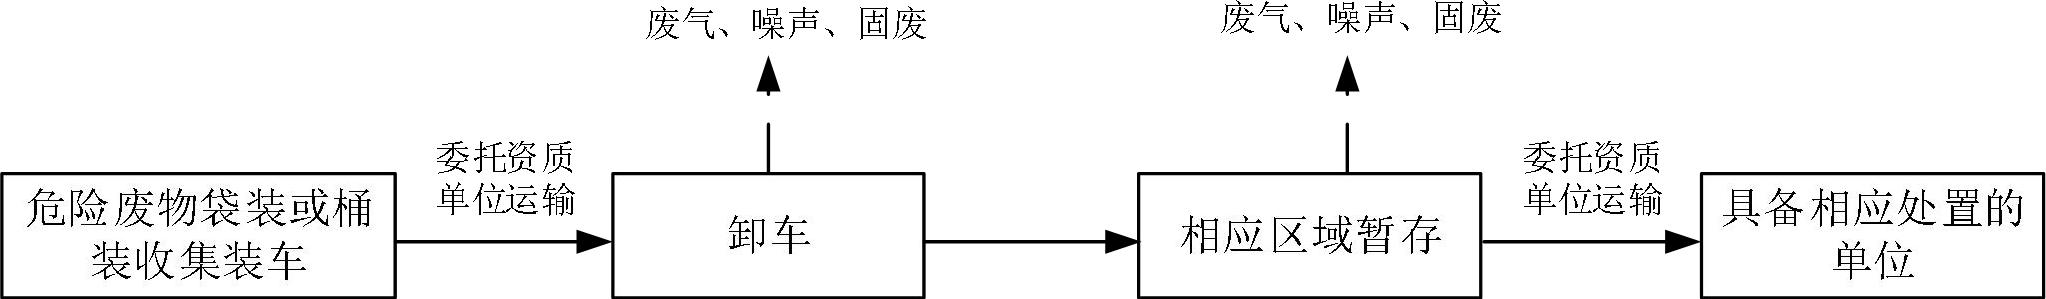 废气、噪声、固废
废气、噪声、固废
委托资质
单位运输
委托资质
单位运输
危险废物袋装或桶
装收集装车
卸车
相应区域暂存
具备相应处置的
单位